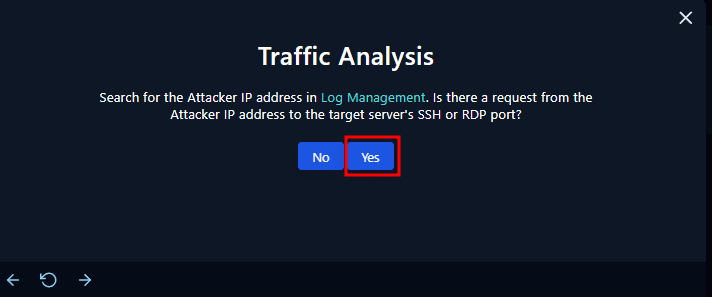 Traffic Analysis
Search for the Attacker IP address in Log Management. Is there a request from the
Attacker IP address to the target server's SSH or RDP port?
No Yes